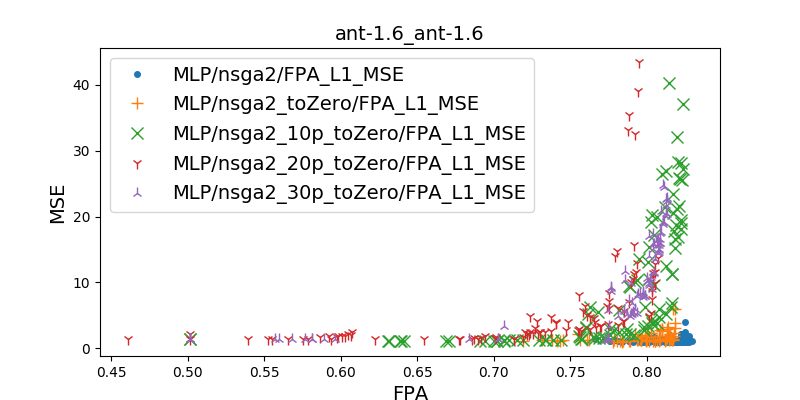 ant-1.6_ant-1.6
MLP/nsga2/FPA_L1_MSE
MLP/nsga2_toZero/FPA_L1_MSE
MLP/nsga2_10p_toZero/FPA_L1_MSE
MLP/nsga2_20p_toZero/FPA_L1_MSE
MLP/nsga2_30p_toZero/FPA_L1_MSE
MSE
40
30
20
10
0
0.45 0.50 0.55 0.60 0.65 0.70 0.75 0.80
FPA